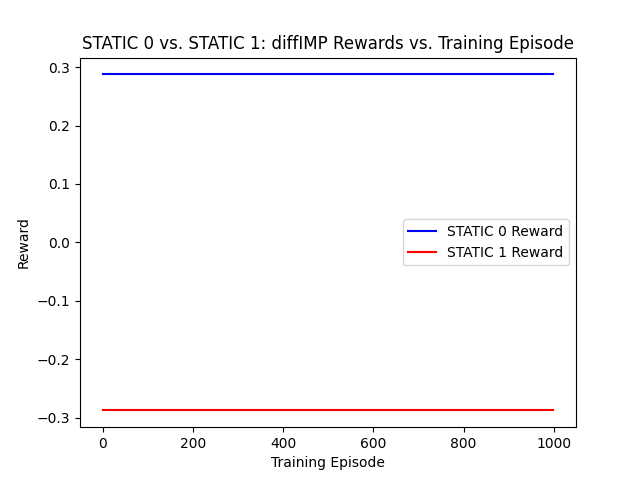 STATIC 0 vs. STATIC 1: diffIMP Rewards vs. Training Episode
0.3
0.2
0.1
0.0
−0.1
−0.2
−0.3
Reward
STATIC 0 Reward
STATIC 1 Reward
0 200 400 600 800 1000
Training Episode